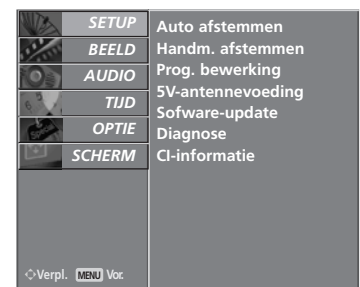 SETUP
BEELD
AUDIO
TIJD
OPTIE
SCHERM
Auto afstemmen
Handm. afstemmen
Prog. bewerking
5V-antennevoeding
Sofware-update
Diagnose
CI-informatie
Verpl. MENU Vor.